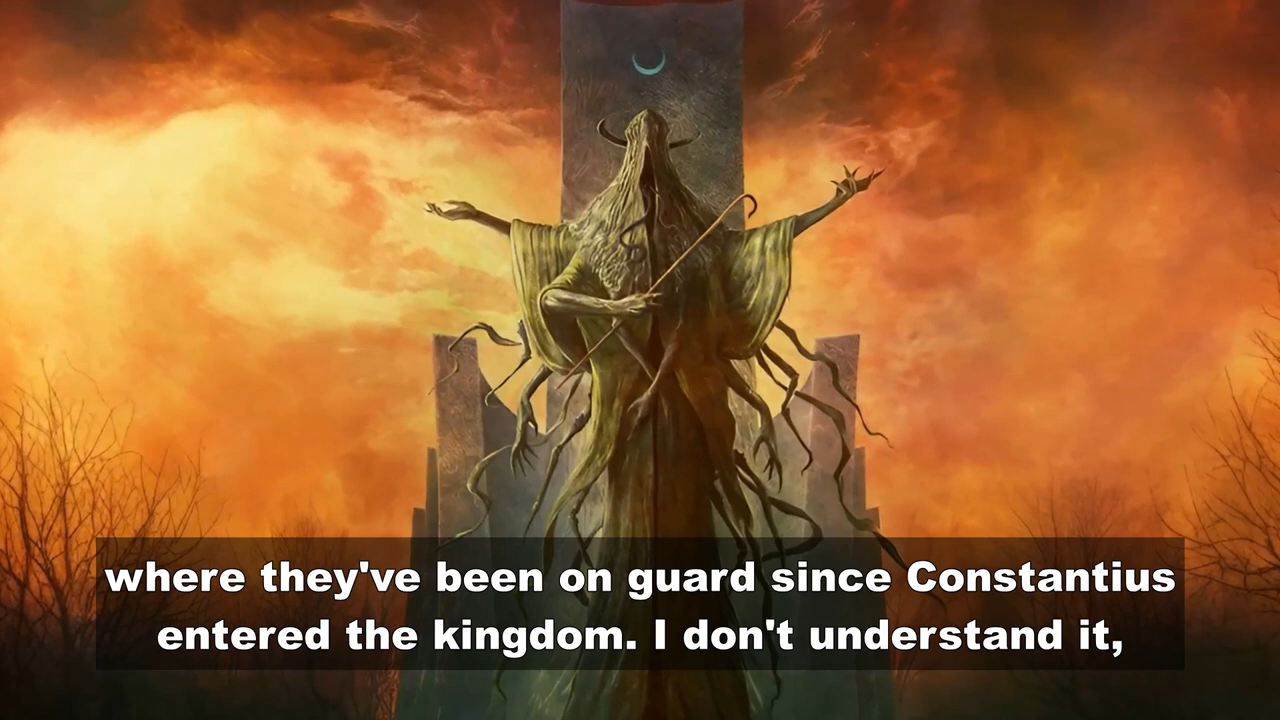 where they've been on guard since Constantius
entered the kingdom. I don't understand it,